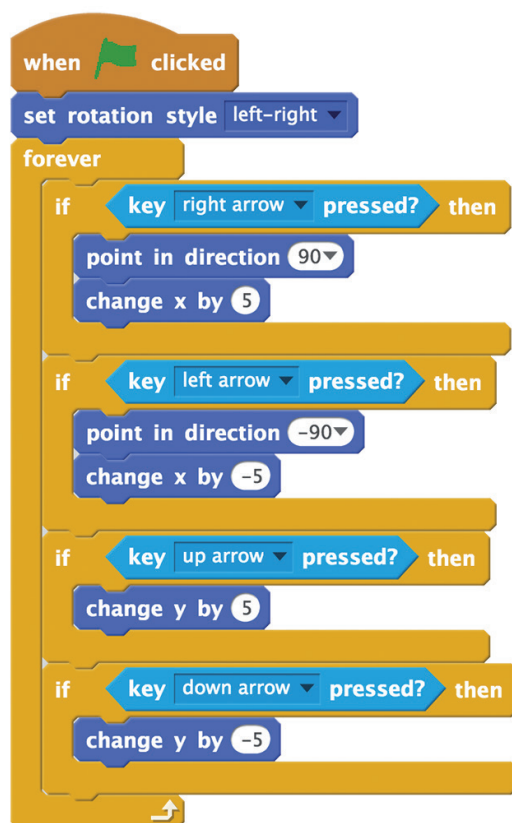 when clicked
set rotation style left-right
forever
if key right arrow pressed? then
point in direction 90
change x by 5
if key left arrow pressed? then
point in direction -90
change x by -5
if key up arrow pressed? then
change y by 5
if key down arrow pressed? then
change y by -5